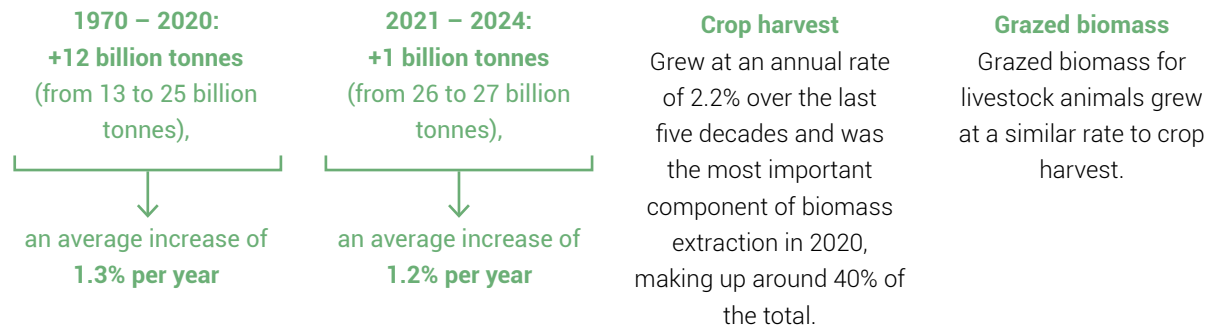 1970 – 2020:
+12 billion tonnes
(from 13 to 25 billion
tonnes),
an average increase of
1.3% per year
2021 – 2024:
+1 billion tonnes
(from 26 to 27 billion
tonnes),
an average increase of
1.2% per year
Crop harvest
Grew at an annual rate
of 2.2% over the last
five decades and was
the most important
component of biomass
extraction in 2020,
making up around 40% of
the total.
Grazed biomass
Grazed biomass for
livestock animals grew
at a similar rate to crop
harvest.